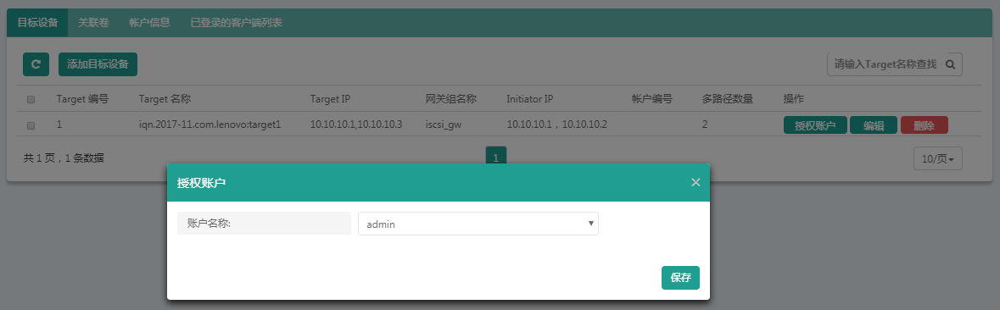 目标设备 关联卷 帐户信息 已登录的客户端列表
添加目标设备 请输入Target名称查找
Target 编号 Target 名称 Target IP 网关组名称 Initiator IP 帐户编号 多路径数量 操作
1 iqn.2017-11.com.lenovo:target1 10.10.10.1,10.10.10.3 iscsi_gw 10.10.10.1，10.10.10.2 2 授权账户 编辑 删除
共 1 页，1 条数据 1 10/页
授权账户 ×
账户名称: admin
保存